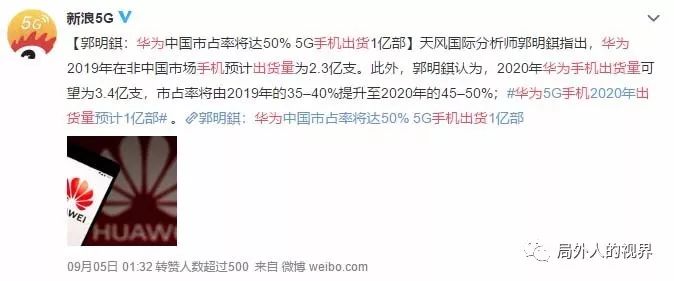 5G
新浪5G
【郭明錤：华为中国市占率将达50% 5G手机出货1亿部】天风国际分析师郭明錤指出，华为
2019年在非中国市场手机预计出货量为2.3亿支。此外，郭明錤认为，2020年华为手机出货量可
望为3.4亿支，市占率将由2019年的35–40%提升至2020年的45–50%；#华为5G手机2020年出
货量预计1亿部# 。郭明錤：华为中国市占率将达50% 5G手机出货1亿部
WEI
HUAWEI
09月05日 01:32 转赞人数超过500 来自 微博 weibo.com
局外人的视界